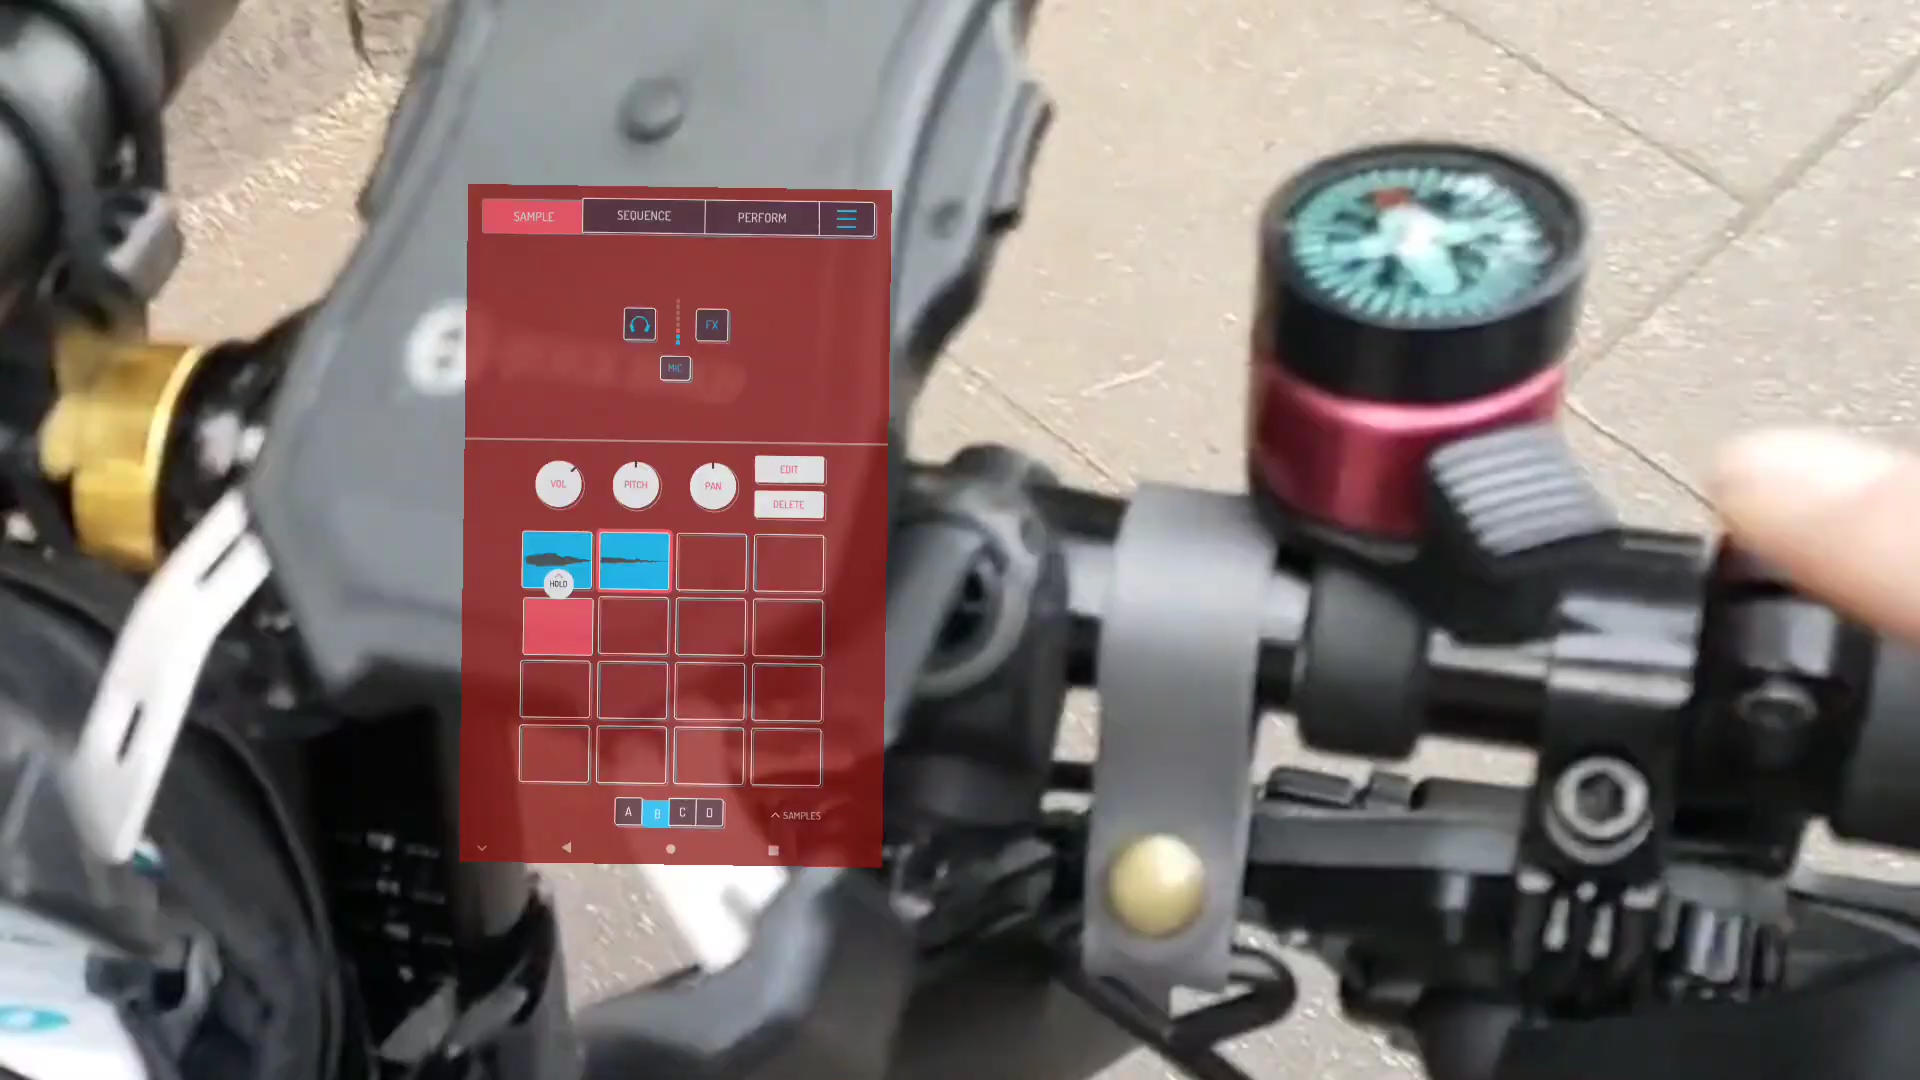 SAMPLE SEQUENCE PERFORM
FX
MIC
VOL PITCH PAN EDIT
DELETE
HOLD
A B C D SAMPLES